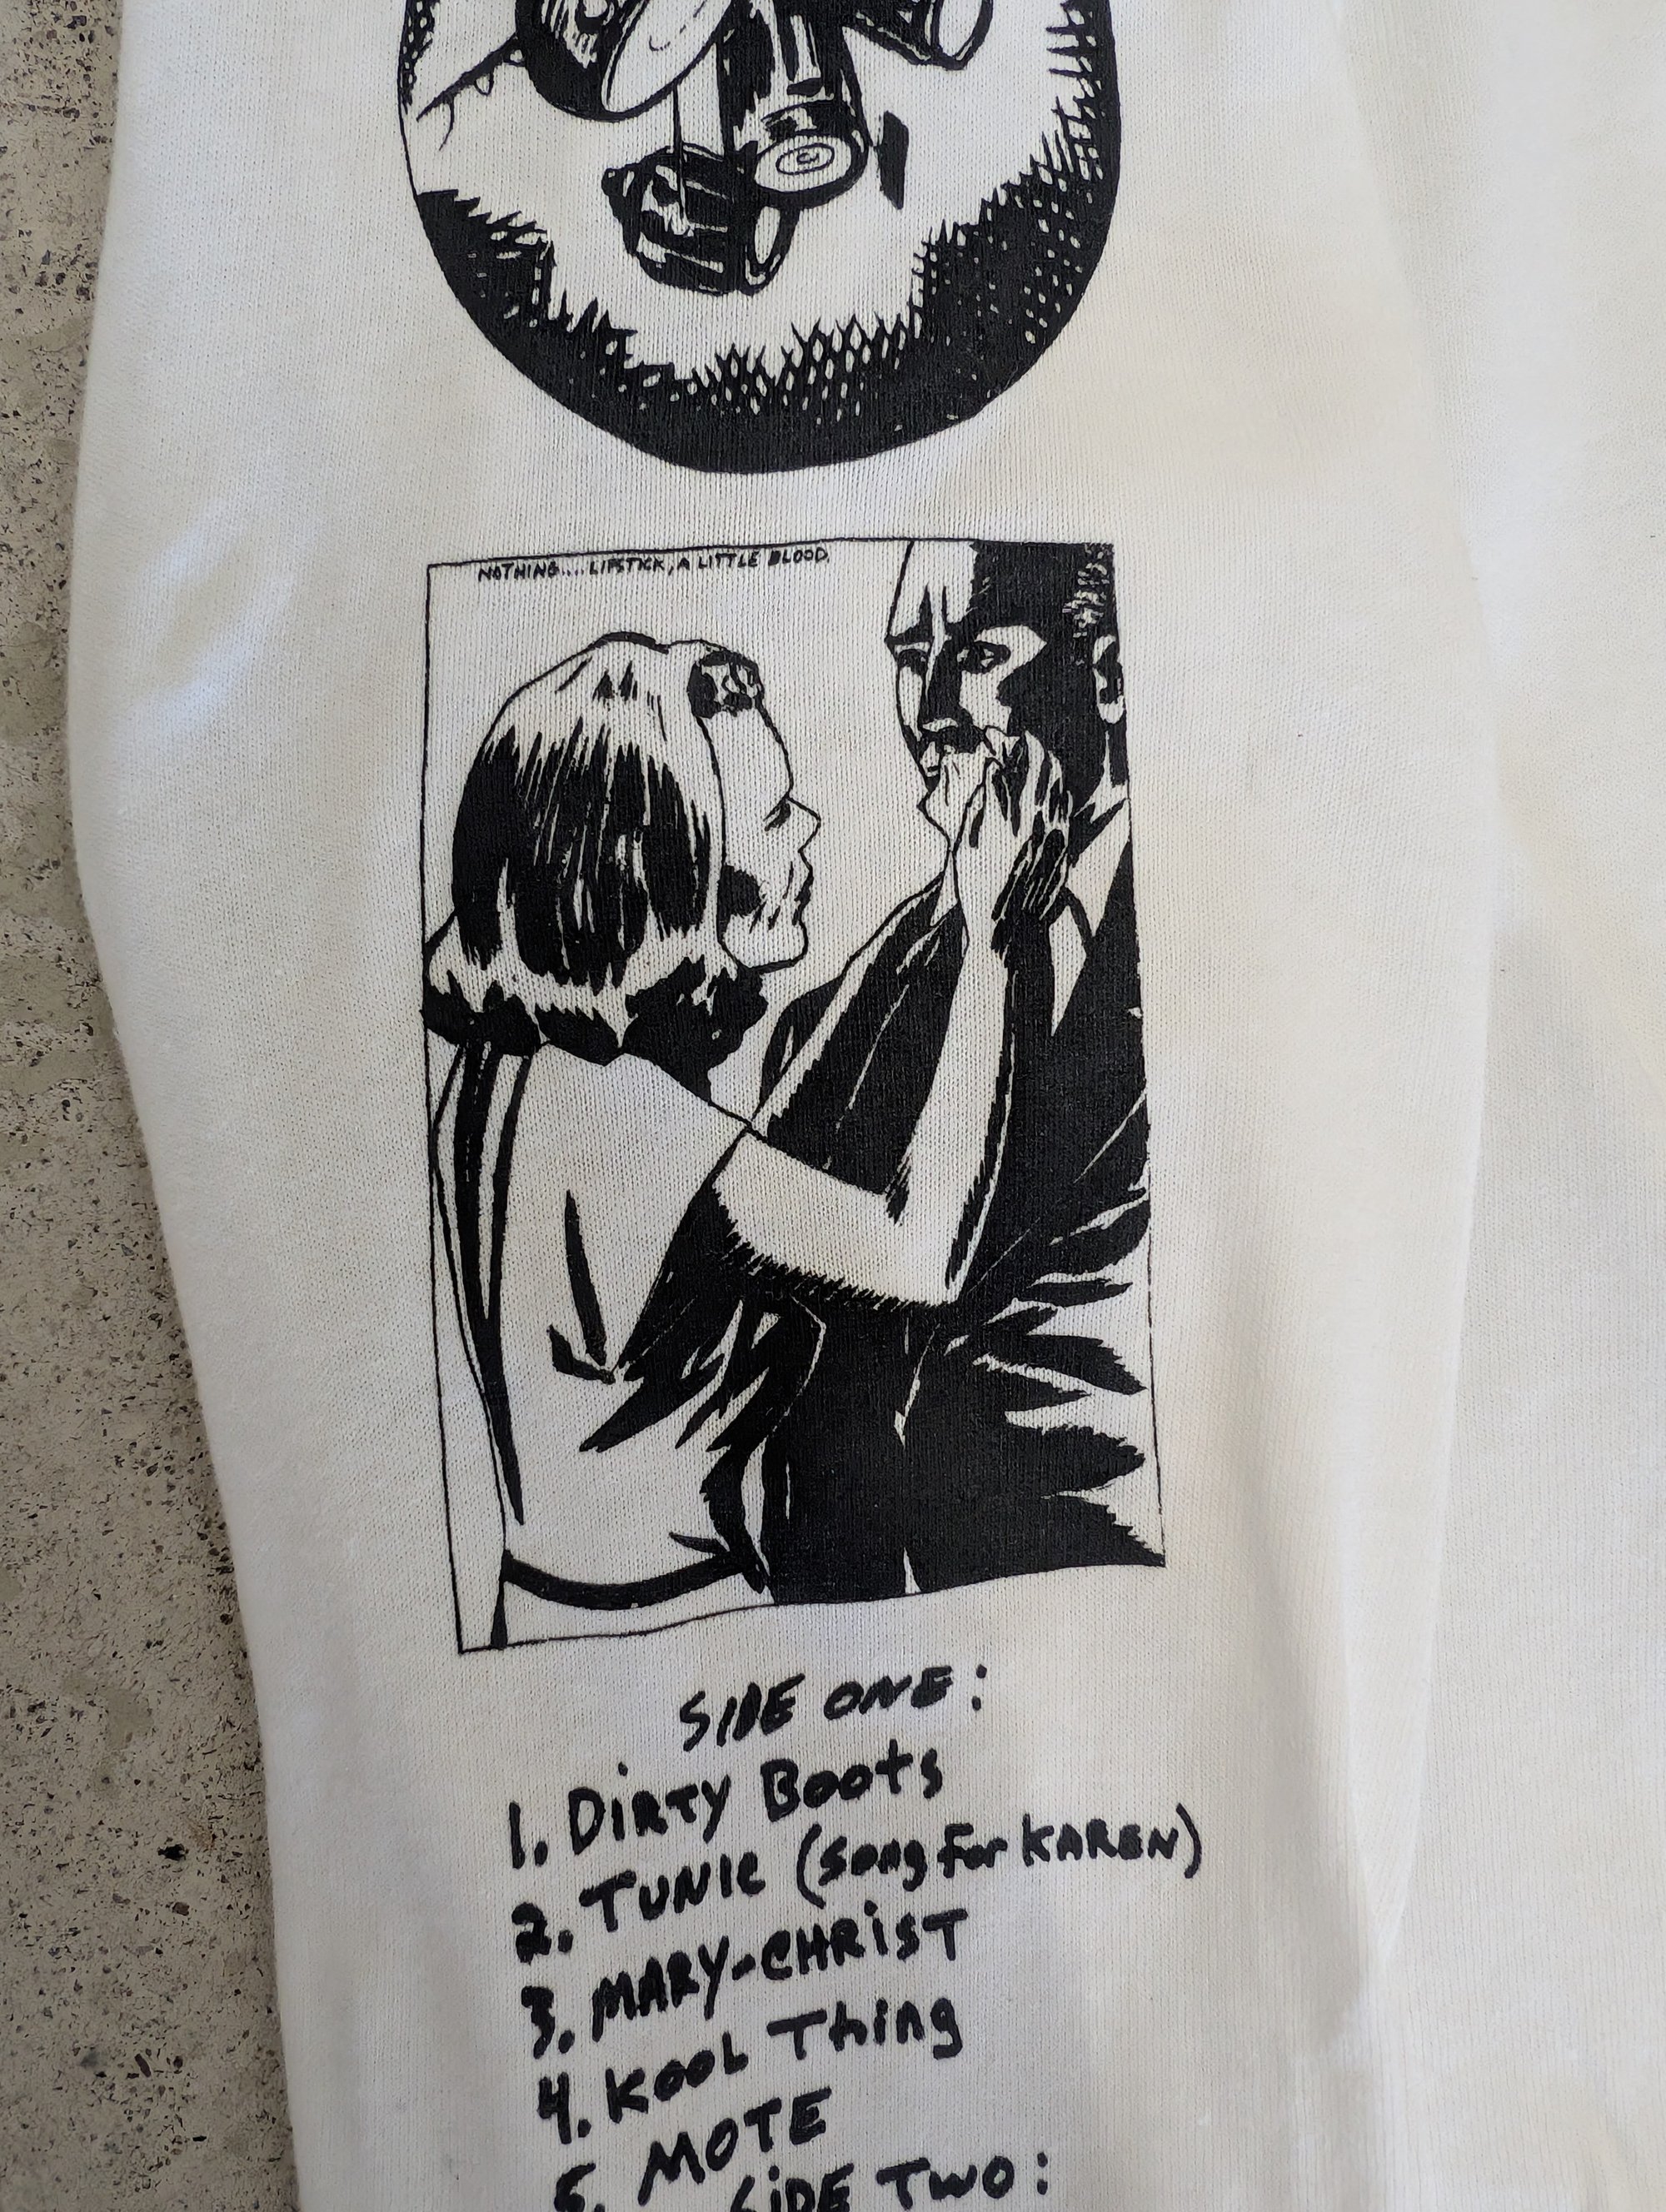 NOTHING....LIPSTICK, A LITTLE BLOOD.
SIDE ONE:
1. DiRTY Boots
2. TUNIC (Song For KAREN)
3. MARY-CHRiST
4. KOOL Thing
5. MOTE
SiDE TWO: